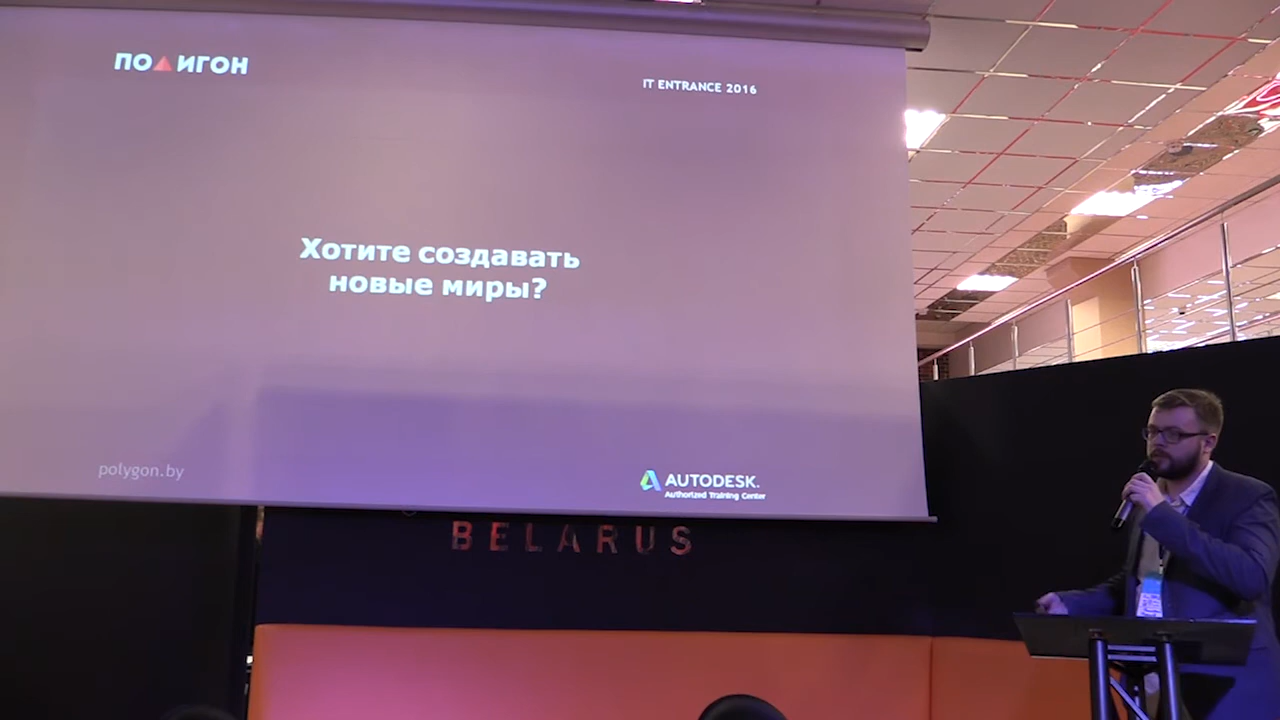 ПОЛИГОН
IT ENTRANCE 2016
Хотите создавать
новые миры?
polygon.by
AUTODESK.
Authorized Training Center
BELARUS